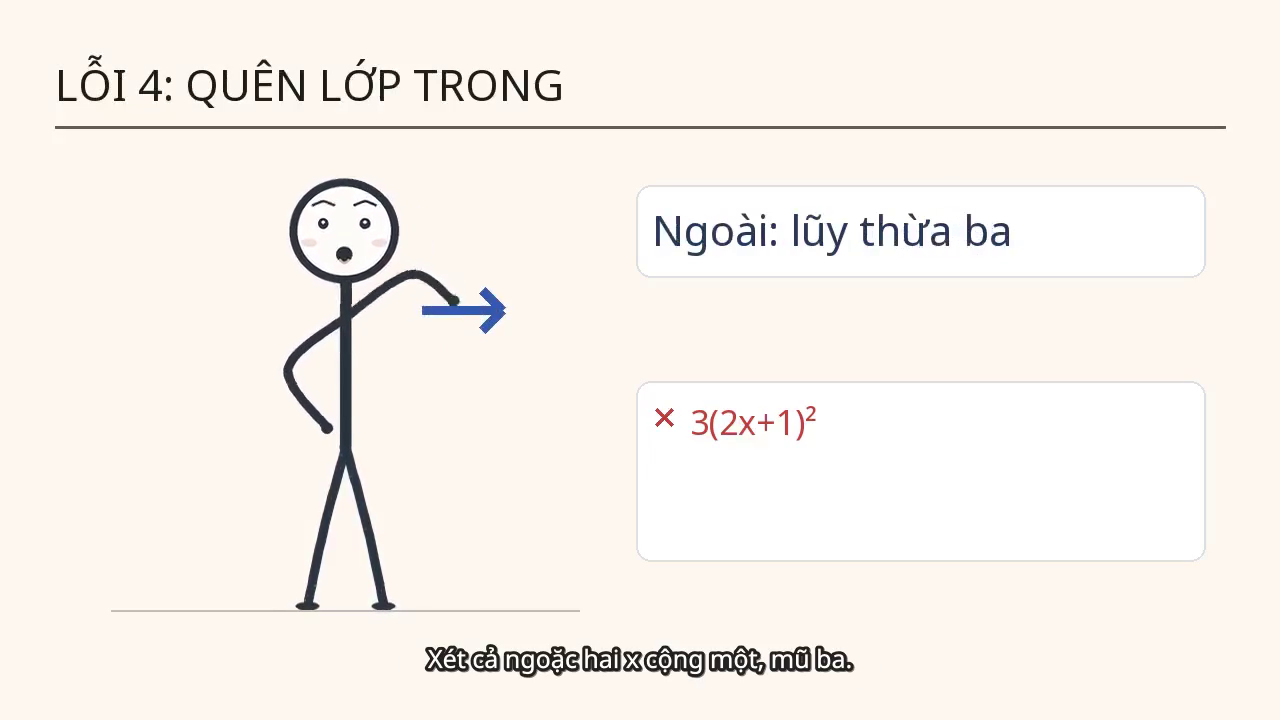 LỖI 4: QUÊN LỚP TRONG
Ngoài: lũy thừa ba
✕ 3(2x+1)²
Xét cả ngoặc hai x cộng một, mũ ba.